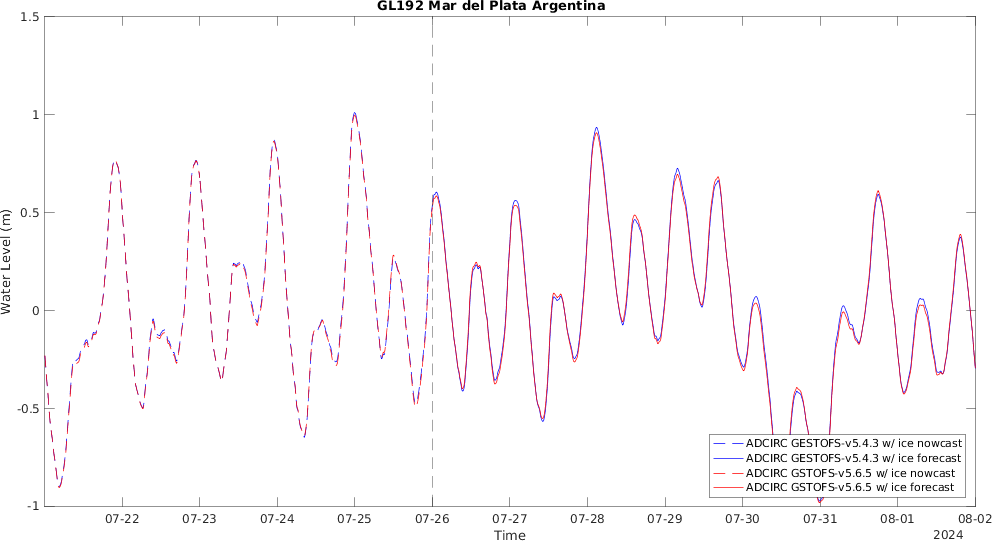 GL192 Mar del Plata Argentina
1.5
1
0.5
0
-0.5
-1
Water Level (m)
ADCIRC GESTOFS-v5.4.3 w/ ice nowcast
ADCIRC GESTOFS-v5.4.3 w/ ice forecast
ADCIRC GSTOFS-v5.6.5 w/ ice nowcast
ADCIRC GSTOFS-v5.6.5 w/ ice forecast
07-22 07-23 07-24 07-25 07-26 07-27 07-28 07-29 07-30 07-31 08-01 08-02
Time
2024